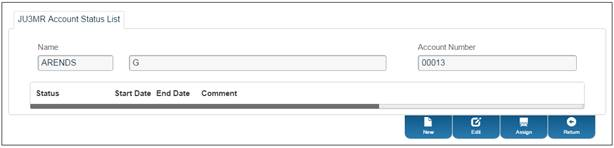 JU3MR Account Status List
Name Account Number
ARENDS G 00013
Status Start Date End Date Comment
New Edit Assign Return